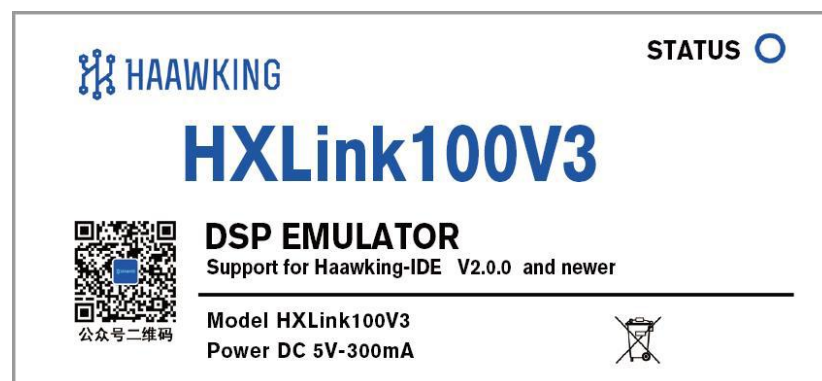 HAAWKING
STATUS
HXLink100V3
DSP EMULATOR
Support for Haawking-IDE V2.0.0 and newer
公众号二维码
Model HXLink100V3
Power DC 5V-300mA